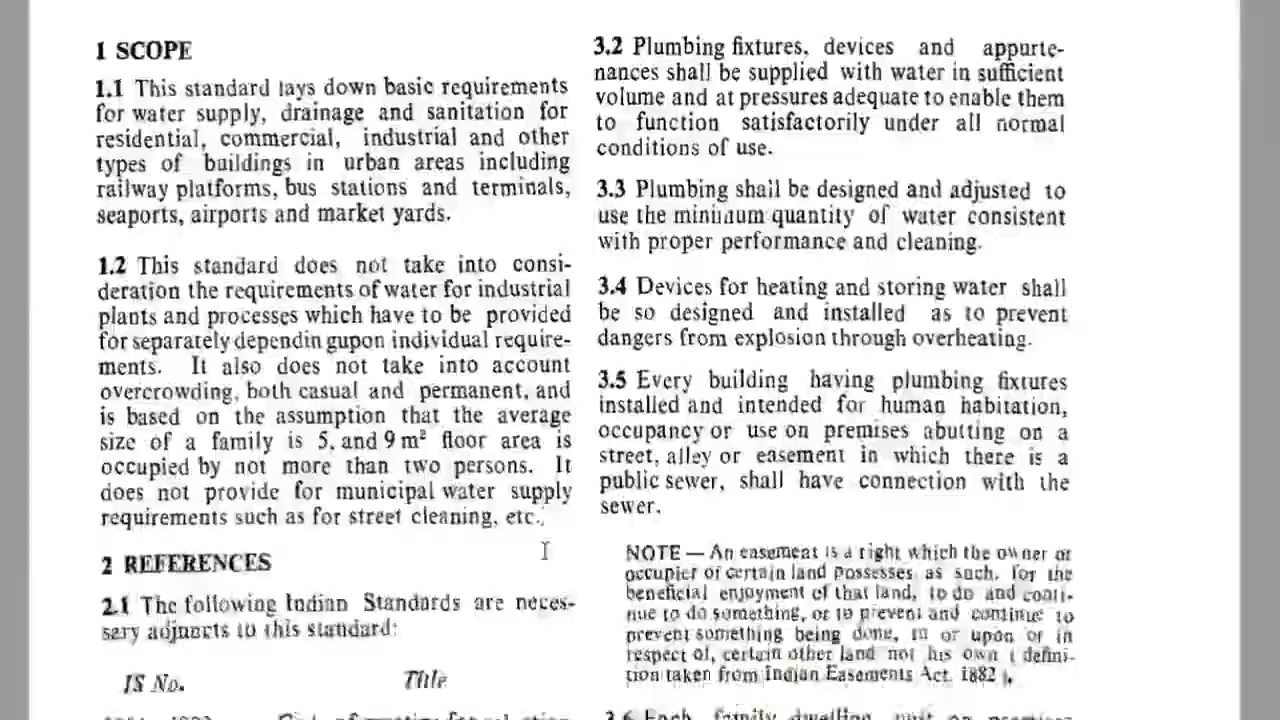 1 SCOPE
1.1 This standard lays down basic requirements
for water supply, drainage and sanitation for
residential, commercial, industrial and other
types of buildings in urban areas including
railway platforms, bus stations and terminals,
seaports, airports and market yards.
1.2 This standard does not take into consi-
deration the requirements of water for industrial
plants and processes which have to be provided
for separately dependin gupon individual require-
ments. It also does not take into account
overcrowding, both casual and permanent, and
is based on the assumption that the average
size of a family is 5, and 9 m² floor area is
occupied by not more than two persons. It
does not provide for municipal water supply
requirements such as for street cleaning, etc.
2 REFERENCES
2.1 The following Indian Standards are neces-
sary adjuncts to this standard:
IS No. Title
3.2 Plumbing fixtures, devices and appurte-
nances shall be supplied with water in sufficient
volume and at pressures adequate to enable them
to function satisfactorily under all normal
conditions of use.
3.3 Plumbing shall be designed and adjusted to
use the minimum quantity of water consistent
with proper performance and cleaning.
3.4 Devices for heating and storing water shall
be so designed and installed as to prevent
dangers from explosion through overheating.
3.5 Every building having plumbing fixtures
installed and intended for human habitation,
occupancy or use on premises abutting on a
street, alley or easement in which there is a
public sewer, shall have connection with the
sewer.
NOTE — An easement is a right which the owner or
occupier of certain land possesses, as such, for the
beneficial enjoyment of that land, to do and conti-
nue to do something, or to prevent and continue to
prevent something being done, in or upon or in
respect of, certain other land not his own ( defini-
tion taken from Indian Easements Act, 1882 ).
3.6 Each family dwelling unit on premises